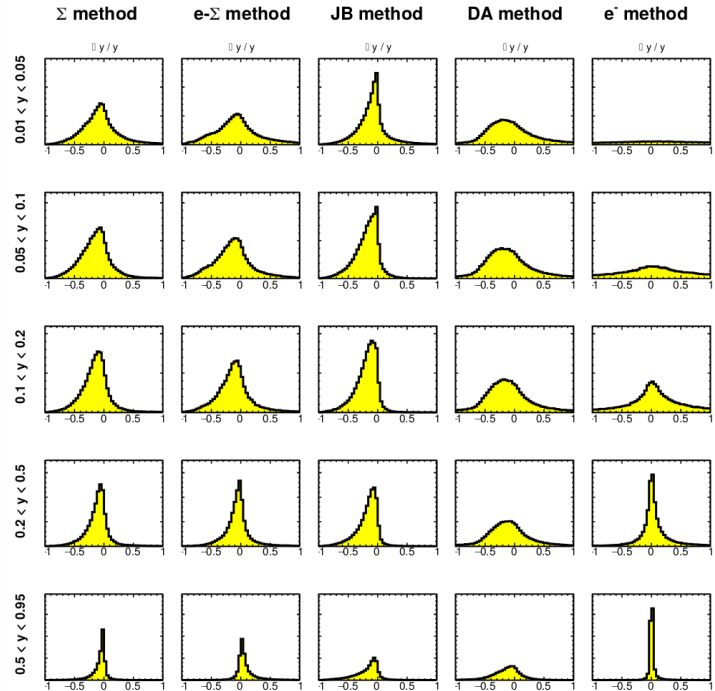 Σ method e-Σ method JB method DA method e⁻ method
▯ y / y ▯ y / y ▯ y / y ▯ y / y ▯ y / y
0.01 < y < 0.05
-1 −0.5 0 0.5 1 -1 −0.5 0 0.5 1 -1 −0.5 0 0.5 1 -1 −0.5 0 0.5 1 -1 −0.5 0 0.5 1
0.05 < y < 0.1
-1 −0.5 0 0.5 1 -1 −0.5 0 0.5 1 -1 −0.5 0 0.5 1 -1 −0.5 0 0.5 1 -1 −0.5 0 0.5 1
0.1 < y < 0.2
-1 −0.5 0 0.5 1 -1 −0.5 0 0.5 1 -1 −0.5 0 0.5 1 -1 −0.5 0 0.5 1 -1 −0.5 0 0.5 1
0.2 < y < 0.5
-1 −0.5 0 0.5 1 -1 −0.5 0 0.5 1 -1 −0.5 0 0.5 1 -1 −0.5 0 0.5 1 -1 −0.5 0 0.5 1
0.5 < y < 0.95
-1 −0.5 0 0.5 1 -1 −0.5 0 0.5 1 -1 −0.5 0 0.5 1 -1 −0.5 0 0.5 1 -1 −0.5 0 0.5 1